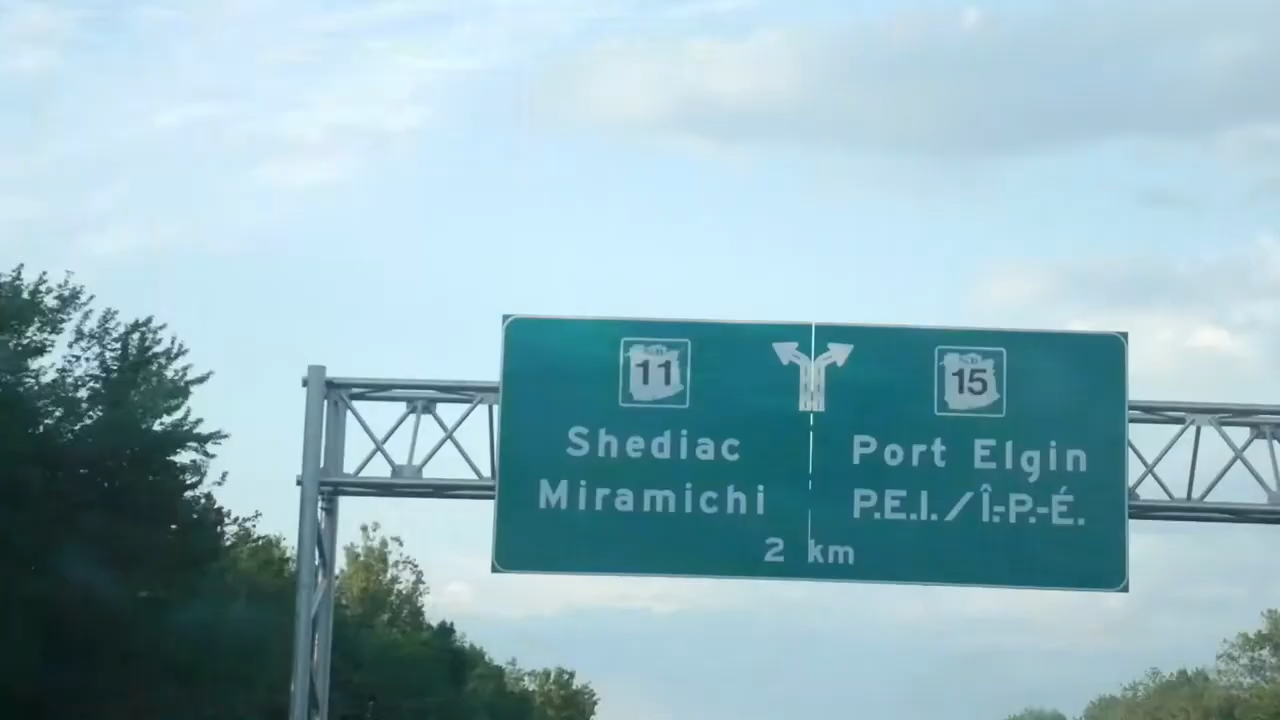 11
Shediac
Miramichi
15
Port Elgin
P.E.I./Î.-P.-É.
2 km